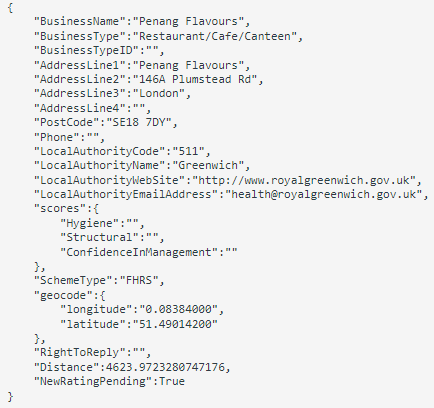 {
"BusinessName":"Penang Flavours",
"BusinessType":"Restaurant/Cafe/Canteen",
"BusinessTypeID":"",
"AddressLine1":"Penang Flavours",
"AddressLine2":"146A Plumstead Rd",
"AddressLine3":"London",
"AddressLine4":"",
"PostCode":"SE18 7DY",
"Phone":"",
"LocalAuthorityCode":"511",
"LocalAuthorityName":"Greenwich",
"LocalAuthorityWebSite":"http://www.royalgreenwich.gov.uk",
"LocalAuthorityEmailAddress":"health@royalgreenwich.gov.uk",
"scores":{
"Hygiene":"",
"Structural":"",
"ConfidenceInManagement":""
},
"SchemeType":"FHRS",
"geocode":{
"longitude":"0.08384000",
"latitude":"51.49014200"
},
"RightToReply":"",
"Distance":4623.9723280747176,
"NewRatingPending":True
}